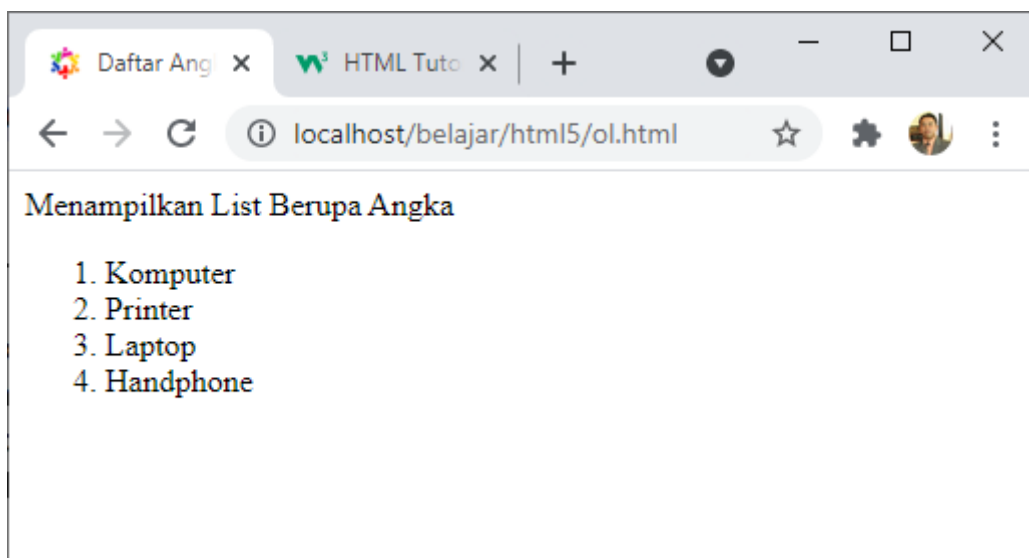 Daftar Ang
HTML Tuto
localhost/belajar/html5/ol.html
Menampilkan List Berupa Angka
1. Komputer
2. Printer
3. Laptop
4. Handphone